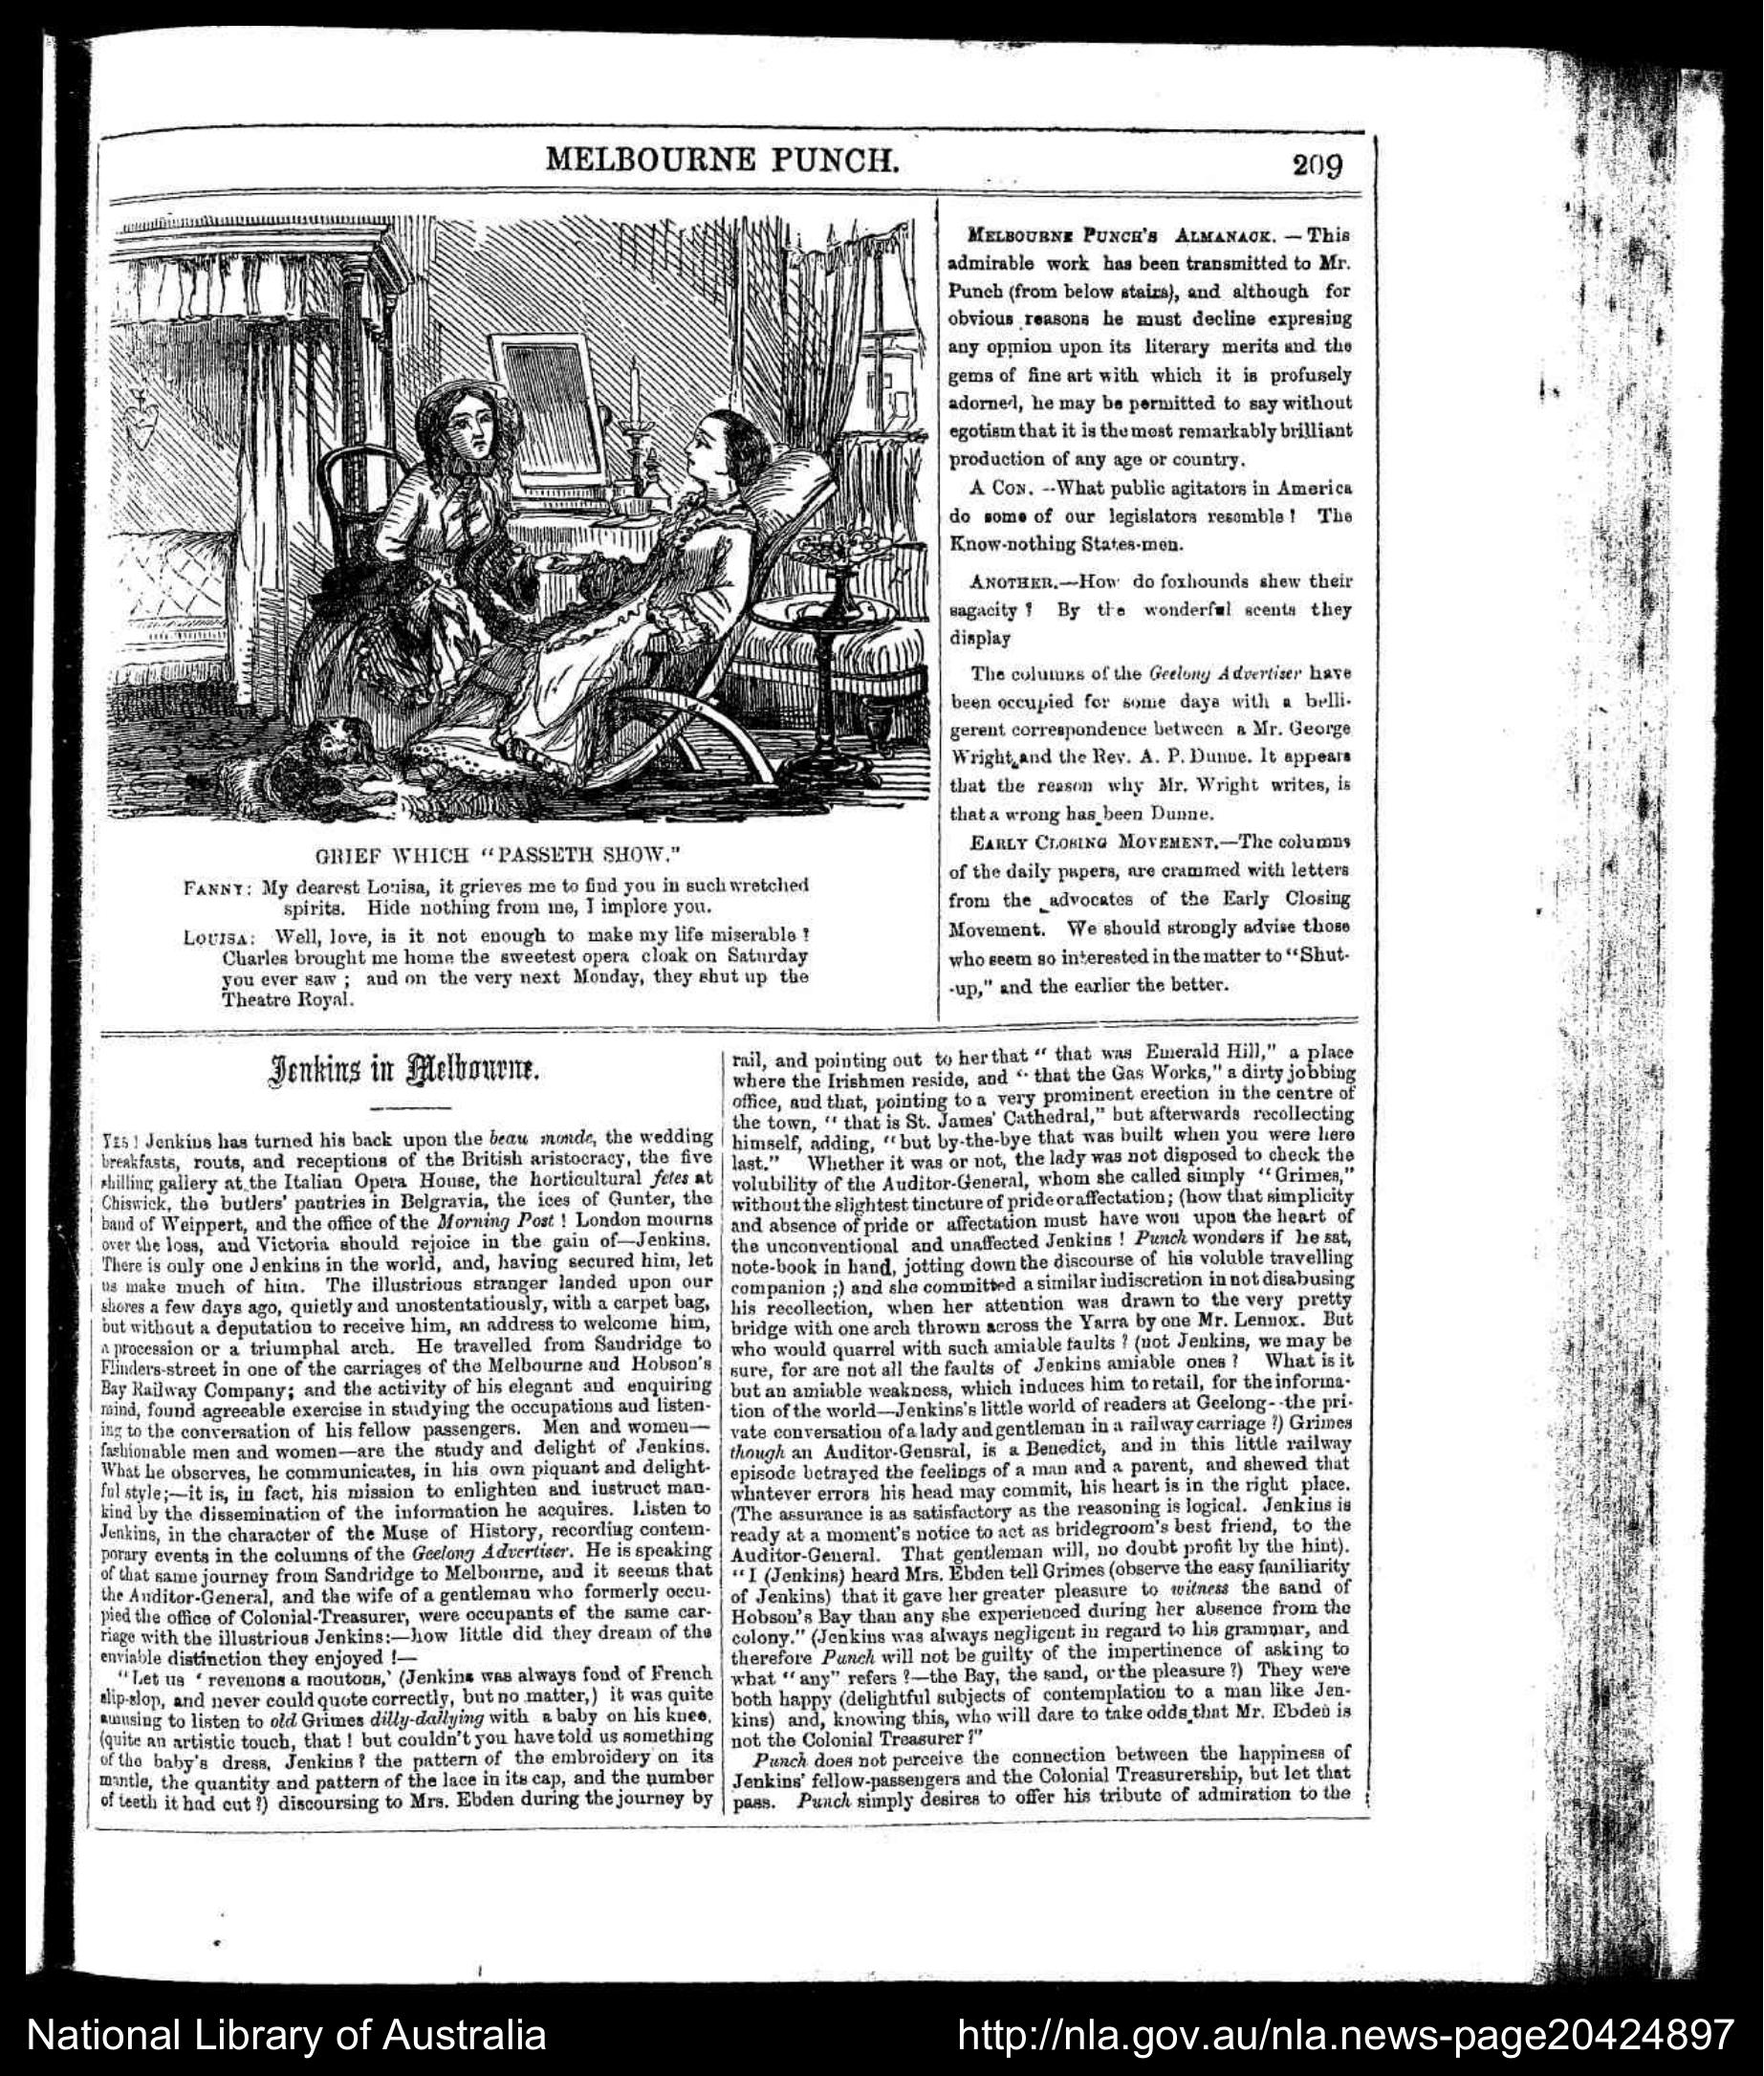 MELBOURNE PUNCH.
209
GRIEF WHICH "PASSETH SHOW."
FANNY: My dearest Louisa, it grieves me to find you in such wretched
spirits. Hide nothing from me, I implore you.
LOUISA: Well, love, is it not enough to make my life miserable?
Charles brought me home the sweetest opera cloak on Saturday
you ever saw; and on the very next Monday, they shut up the
Theatre Royal.
MELBOURNE PUNCH'S ALMANACK. — This
admirable work has been transmitted to Mr.
Punch (from below stairs), and although for
obvious reasons he must decline expresing
any opinion upon its literary merits and the
gems of fine art with which it is profusely
adorned, he may be permitted to say without
egotism that it is the most remarkably brilliant
production of any age or country.
A CON. --What public agitators in America
do some of our legislators resemble! The
Know-nothing States-men.
ANOTHER.—How do foxhounds shew their
sagacity? By the wonderful scents they
display
The columns of the Geelong Advertiser have
been occupied for some days with a belli-
gerent correspondence between a Mr. George
Wright and the Rev. A. P. Dunne. It appears
that the reason why Mr. Wright writes, is
that a wrong has been Dunne.
EARLY CLOSING MOVEMENT.—The columns
of the daily papers, are crammed with letters
from the advocates of the Early Closing
Movement. We should strongly advise those
who seem so interested in the matter to "Shut-
-up," and the earlier the better.
Jenkins in Melbourne.
YES! Jenkins has turned his back upon the beau monde, the wedding
breakfasts, routs, and receptions of the British aristocracy, the five
shilling gallery at the Italian Opera House, the horticultural fetes at
Chiswick, the butlers' pantries in Belgravia, the ices of Gunter, the
band of Weippert, and the office of the Morning Post! London mourns
over the loss, and Victoria should rejoice in the gain of—Jenkins.
There is only one Jenkins in the world, and, having secured him, let
us make much of him. The illustrious stranger landed upon our
shores a few days ago, quietly and unostentatiously, with a carpet bag,
but without a deputation to receive him, an address to welcome him,
a procession or a triumphal arch. He travelled from Sandridge to
Flinders-street in one of the carriages of the Melbourne and Hobson's
Bay Railway Company; and the activity of his elegant and enquiring
mind, found agreeable exercise in studying the occupations and listen-
ing to the conversation of his fellow passengers. Men and women—
fashionable men and women—are the study and delight of Jenkins.
What he observes, he communicates, in his own piquant and delight-
ful style;—it is, in fact, his mission to enlighten and instruct man-
kind by the dissemination of the information he acquires. Listen to
Jenkins, in the character of the Muse of History, recording contem-
porary events in the columns of the Geelong Advertiser. He is speaking
of that same journey from Sandridge to Melbourne, and it seems that
the Auditor-General, and the wife of a gentleman who formerly occu-
pied the office of Colonial-Treasurer, were occupants of the same car-
riage with the illustrious Jenkins:—how little did they dream of the
enviable distinction they enjoyed!—
"Let us 'revenons a moutons,' (Jenkins was always fond of French
slip-slop, and never could quote correctly, but no matter,) it was quite
amusing to listen to old Grimes dilly-dallying with a baby on his knee,
(quite an artistic touch, that! but couldn't you have told us something
of the baby's dress, Jenkins? the pattern of the embroidery on its
mantle, the quantity and pattern of the lace in its cap, and the number
of teeth it had cut?) discoursing to Mrs. Ebden during the journey by
rail, and pointing out to her that "that was Emerald Hill," a place
where the Irishmen reside, and "that the Gas Works," a dirty jobbing
office, and that, pointing to a very prominent erection in the centre of
the town, "that is St. James' Cathedral," but afterwards recollecting
himself, adding, "but by-the-bye that was built when you were here
last." Whether it was or not, the lady was not disposed to check the
volubility of the Auditor-General, whom she called simply "Grimes,"
without the slightest tincture of pride or affectation; (how that simplicity
and absence of pride or affectation must have won upon the heart of
the unconventional and unaffected Jenkins! Punch wonders if he sat,
note-book in hand, jotting down the discourse of his voluble travelling
companion;) and she committed a similar indiscretion in not disabusing
his recollection, when her attention was drawn to the very pretty
bridge with one arch thrown across the Yarra by one Mr. Lennox. But
who would quarrel with such amiable faults? (not Jenkins, we may be
sure, for are not all the faults of Jenkins amiable ones? What is it
but an amiable weakness, which induces him to retail, for the informa-
tion of the world—Jenkins's little world of readers at Geelong--the pri-
vate conversation of a lady and gentleman in a railway carriage?) Grimes
though an Auditor-Gensral, is a Benedict, and in this little railway
episode betrayed the feelings of a man and a parent, and shewed that
whatever errors his head may commit, his heart is in the right place.
(The assurance is as satisfactory as the reasoning is logical. Jenkins is
ready at a moment's notice to act as bridegroom's best friend, to the
Auditor-General. That gentleman will, no doubt profit by the hint).
"I (Jenkins) heard Mrs. Ebden tell Grimes (observe the easy familiarity
of Jenkins) that it gave her greater pleasure to witness the sand of
Hobson's Bay than any she experienced during her absence from the
colony." (Jenkins was always negligent in regard to his grammar, and
therefore Punch will not be guilty of the impertinence of asking to
what "any" refers?—the Bay, the sand, or the pleasure?) They were
both happy (delightful subjects of contemplation to a man like Jen-
kins) and, knowing this, who will dare to take odds that Mr. Ebden is
not the Colonial Treasurer?"
Punch does not perceive the connection between the happiness of
Jenkins' fellow-passengers and the Colonial Treasurership, but let that
pass. Punch simply desires to offer his tribute of admiration to the
National Library of Australia
http://nla.gov.au/nla.news-page20424897